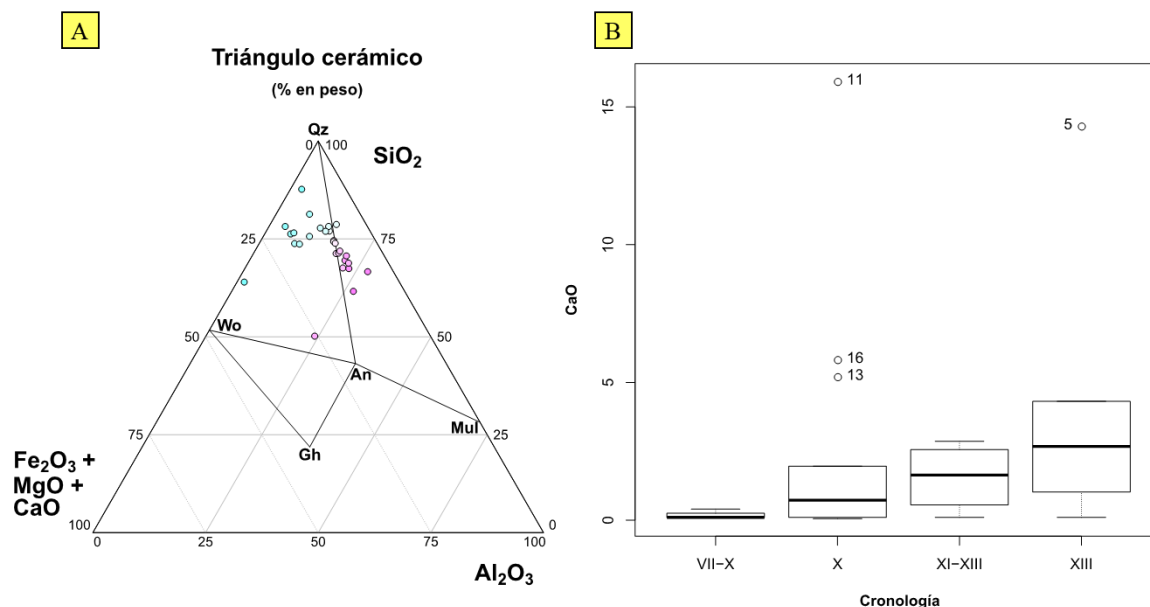 A
Triángulo cerámico
(% en peso)
Qz
0 100
SiO2
25 75
Wo
50 50
An
Mul
75 25
Gh
Fe2O3 +
MgO +
CaO
100 0
0 25 50 75 100
Al2O3
B
11
5
16
13
15
10
5
0
CaO
VII−X X XI−XIII XIII
Cronología